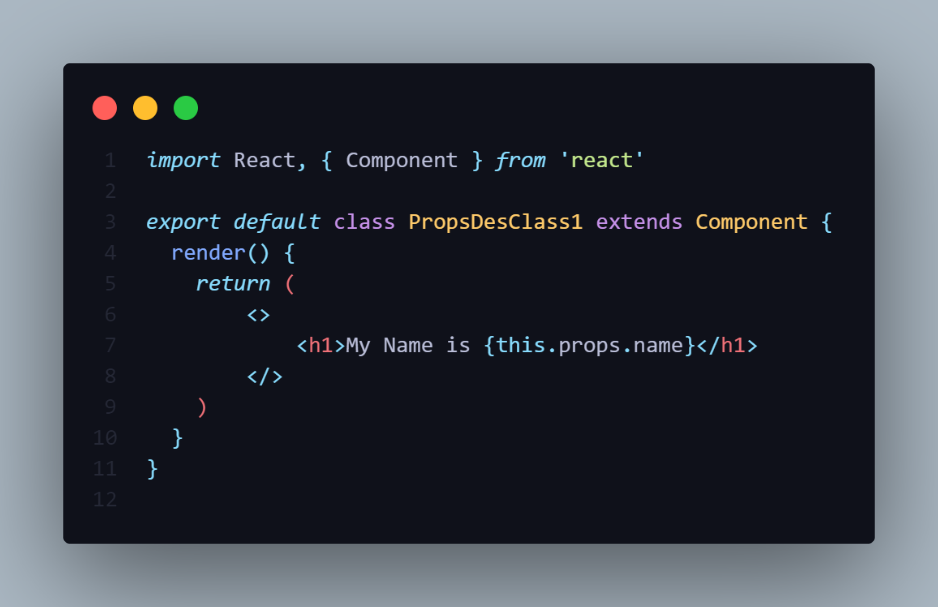 1 import React, { Component } from 'react'
2
3 export default class PropsDesClass1 extends Component {
4   render() {
5     return (
6         <>
7             <h1>My Name is {this.props.name}</h1>
8         </>
9     )
10   }
11 }
12